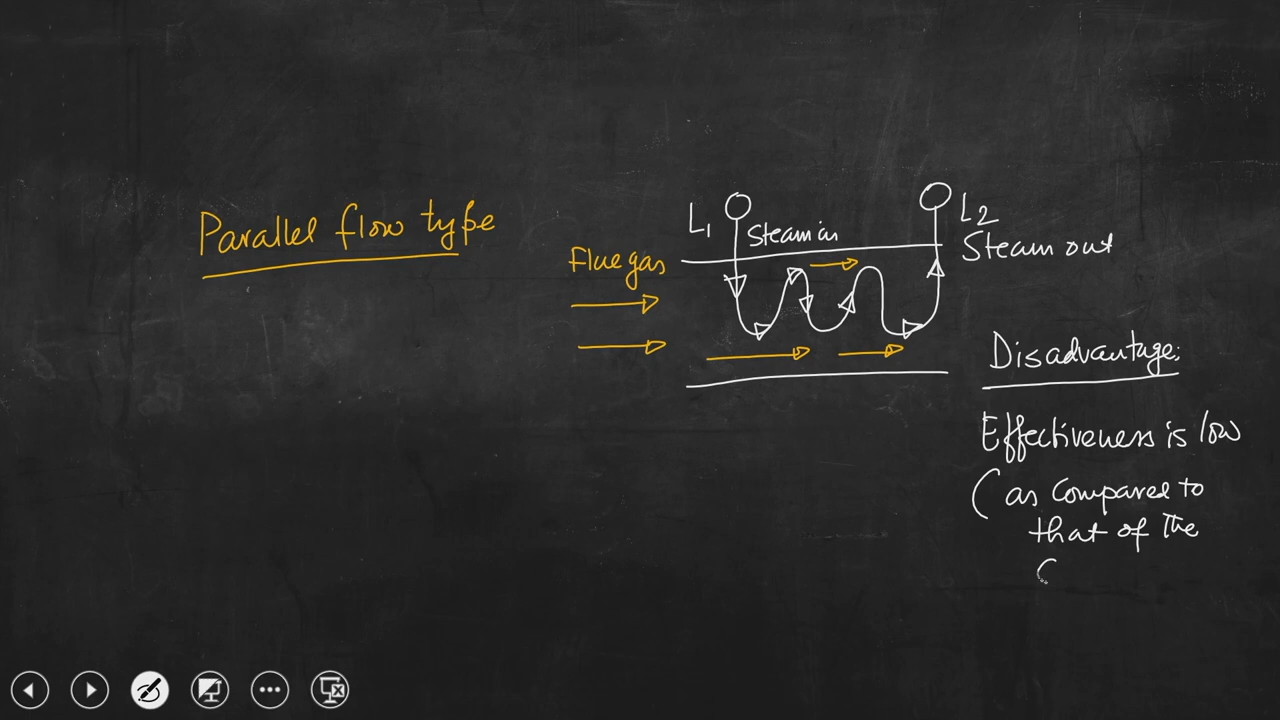 Parallel flow type
Flue gas
L1
Steam in
L2
Steam out
Disadvantage:
Effectiveness is low
( as compared to
that of the
C